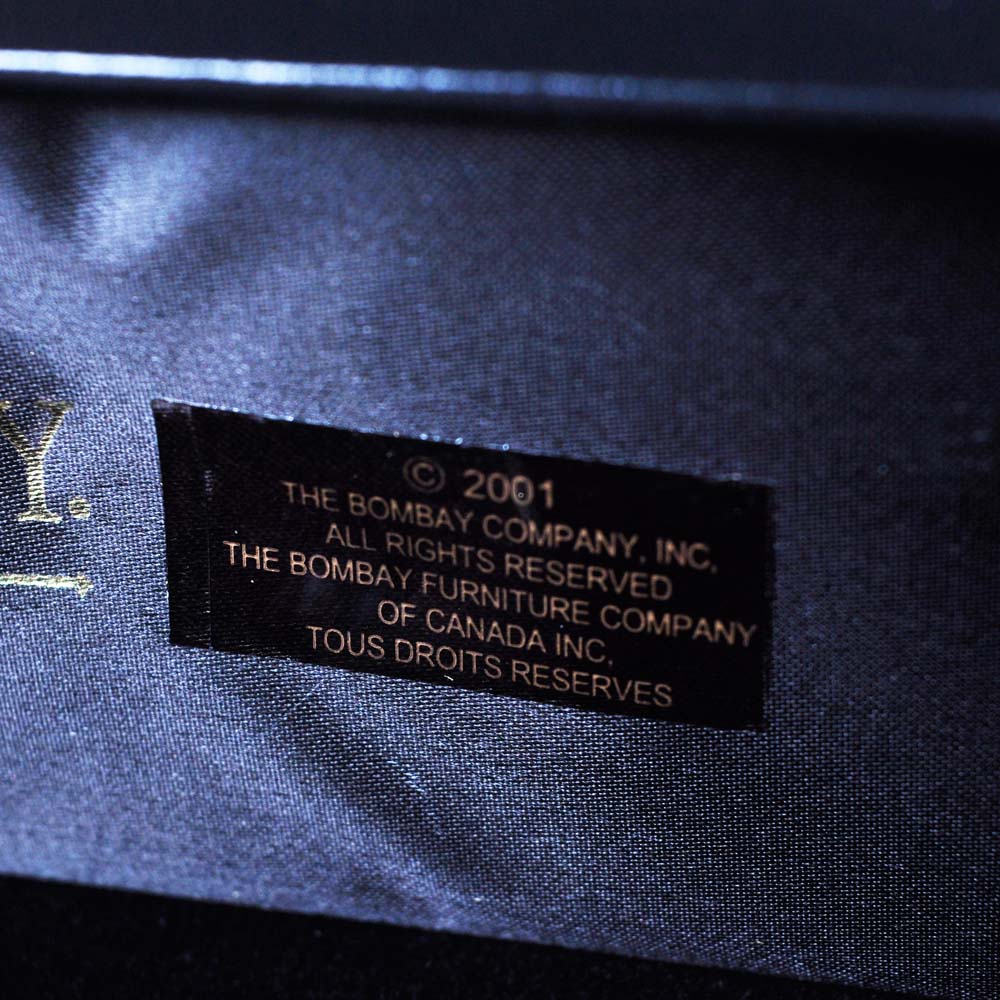 Y.
© 2001
THE BOMBAY COMPANY, INC.
ALL RIGHTS RESERVED
THE BOMBAY FURNITURE COMPANY
OF CANADA INC.
TOUS DROITS RESERVES